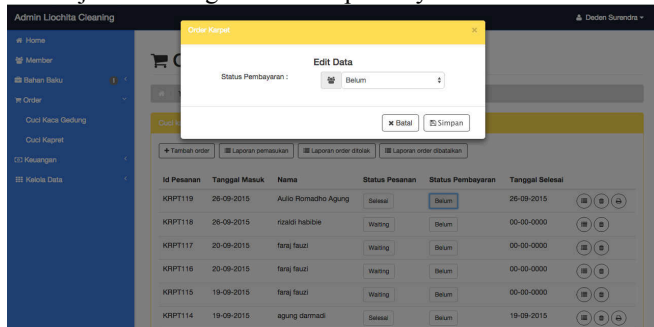 Admin Liochita Cleaning
Deden Surendra
Home
Member
Bahan Baku 1
Order
Cuci Kaca Gedung
Cuci Kapret
Keuangan
Kelola Data
Order Karpet ×
Edit Data
Status Pembayaran : Belum
Batal Simpan
Tambah order Laporan pemasukan Laporan order ditolak Laporan order dibatalkan
Id Pesanan Tanggal Masuk Nama Status Pesanan Status Pembayaran Tanggal Selesai
KRPT119 26-09-2015 Aulio Romadho Agung Selesai Belum 26-09-2015
KRPT118 26-09-2015 rizaldi habibie Waiting Belum 00-00-0000
KRPT117 20-09-2015 faraj fauzi Waiting Belum 00-00-0000
KRPT116 20-09-2015 faraj fauzi Waiting Belum 00-00-0000
KRPT115 19-09-2015 faraj fauzi Waiting Belum 00-00-0000
KRPT114 19-09-2015 agung darmadi Selesai Belum 19-09-2015